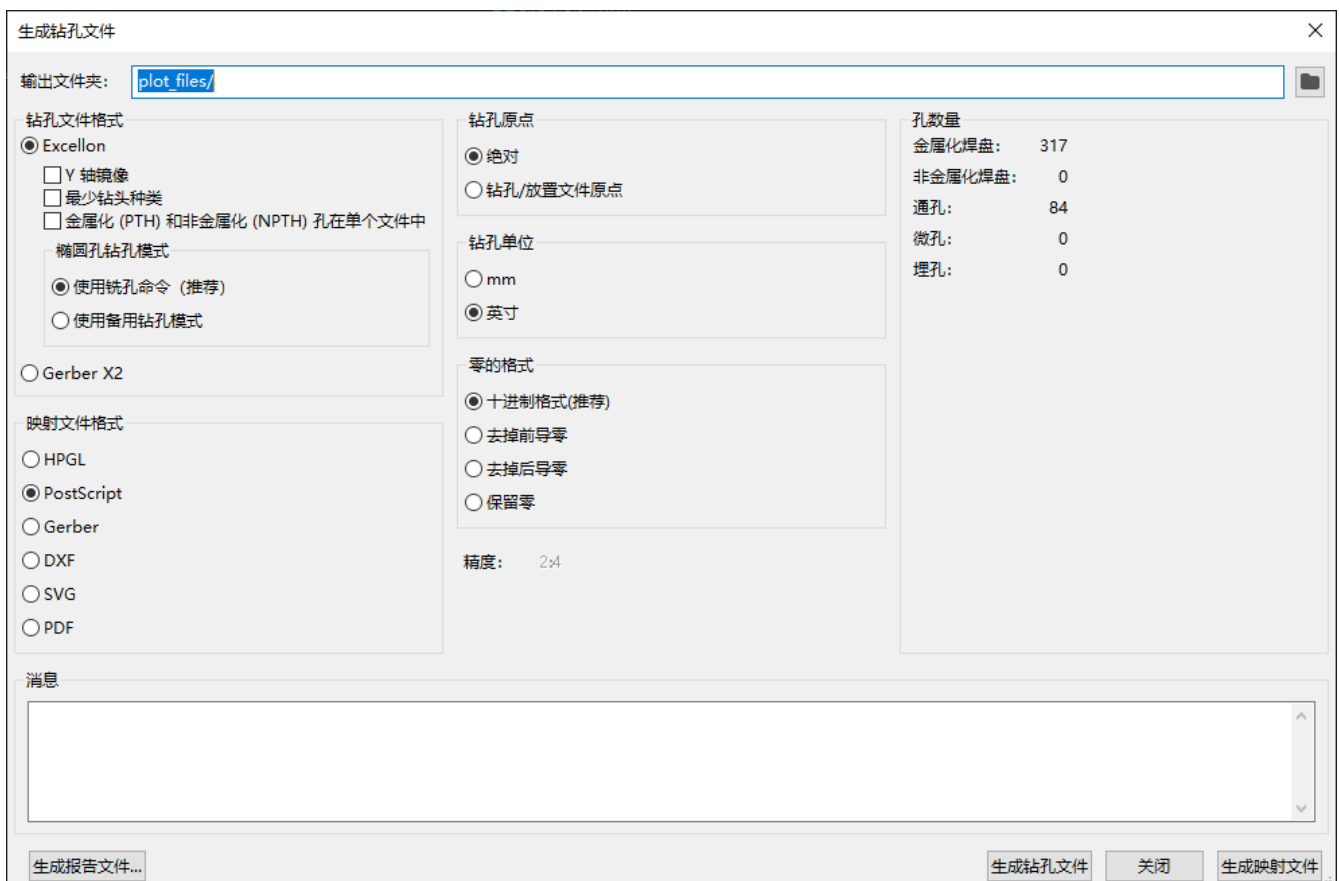 生成钻孔文件
输出文件夹: plot_files/
钻孔文件格式
Excellon
Y 轴镜像
最少钻头种类
金属化 (PTH) 和非金属化 (NPTH) 孔在单个文件中
椭圆孔钻孔模式
使用铣孔命令（推荐）
使用备用钻孔模式
Gerber X2
映射文件格式
HPGL
PostScript
Gerber
DXF
SVG
PDF
钻孔原点
绝对
钻孔/放置文件原点
钻孔单位
mm
英寸
零的格式
十进制格式(推荐)
去掉前导零
去掉后导零
保留零
精度: 2:4
孔数量
金属化焊盘: 317
非金属化焊盘: 0
通孔: 84
微孔: 0
埋孔: 0
消息
生成报告文件...
生成钻孔文件
关闭
生成映射文件